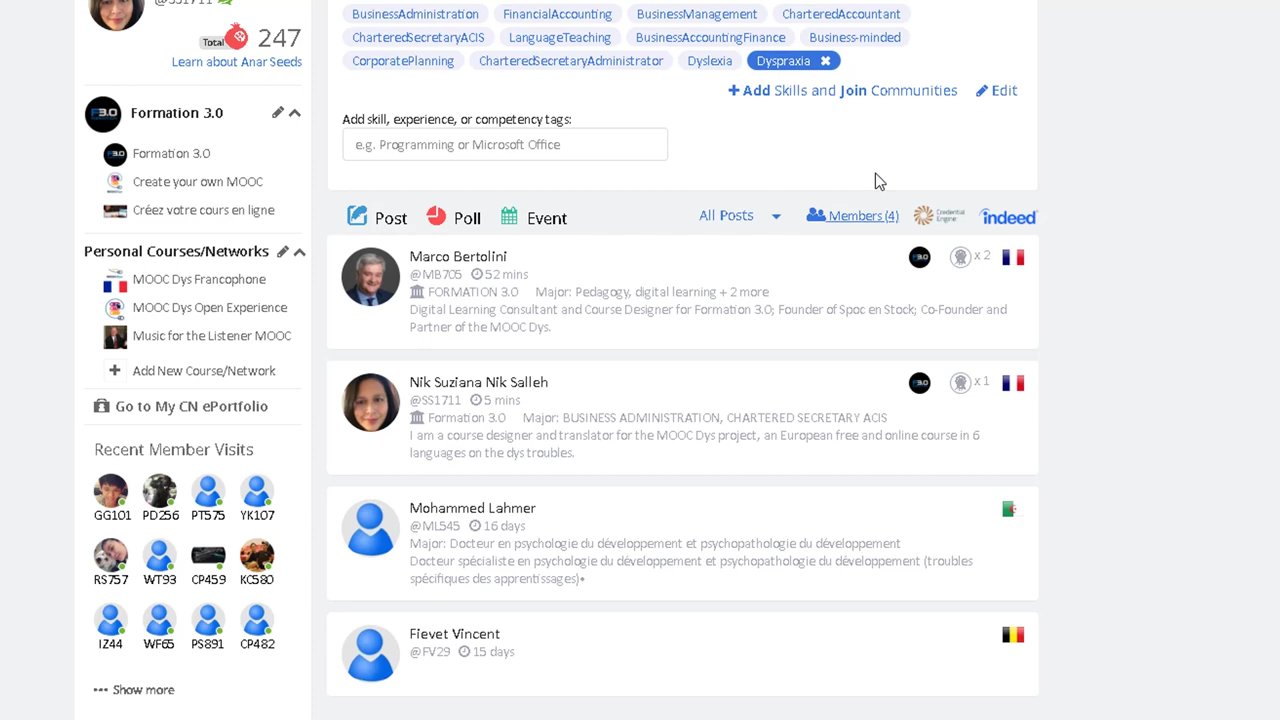 @SS1711
Total 247
Learn about Anar Seeds
Formation 3.0
Formation 3.0
Create your own MOOC
Créez votre cours en ligne
Personal Courses/Networks
MOOC Dys Francophone
MOOC Dys Open Experience
Music for the Listener MOOC
Add New Course/Network
Go to My CN ePortfolio
Recent Member Visits
GG101 PD256 PT575 YK107
RS757 WT93 CP459 KC580
IZ44 WF65 PS891 CP482
Show more
BusinessAdministration FinancialAccounting BusinessManagement CharteredAccountant
CharteredSecretaryACIS LanguageTeaching BusinessAccountingFinance Business-minded
CorporatePlanning CharteredSecretaryAdministrator Dyslexia Dyspraxia
Add Skills and Join Communities Edit
Add skill, experience, or competency tags:
e.g. Programming or Microsoft Office
Post Poll Event All Posts Members (4) Credential Engine indeed
Marco Bertolini
@MB705 52 mins x 2
FORMATION 3.0 Major: Pedagogy, digital learning + 2 more
Digital Learning Consultant and Course Designer for Formation 3.0; Founder of Spoc en Stock; Co-Founder and
Partner of the MOOC Dys.
Nik Suziana Nik Salleh
@SS1711 5 mins x 1
Formation 3.0 Major: BUSINESS ADMINISTRATION, CHARTERED SECRETARY ACIS
I am a course designer and translator for the MOOC Dys project, an European free and online course in 6
languages on the dys troubles.
Mohammed Lahmer
@ML545 16 days
Major: Docteur en psychologie du développement et psychopathologie du développement
Docteur spécialiste en psychologie du développement et psychopathologie du développement (troubles
spécifiques des apprentissages)•
Fievet Vincent
@FV29 15 days